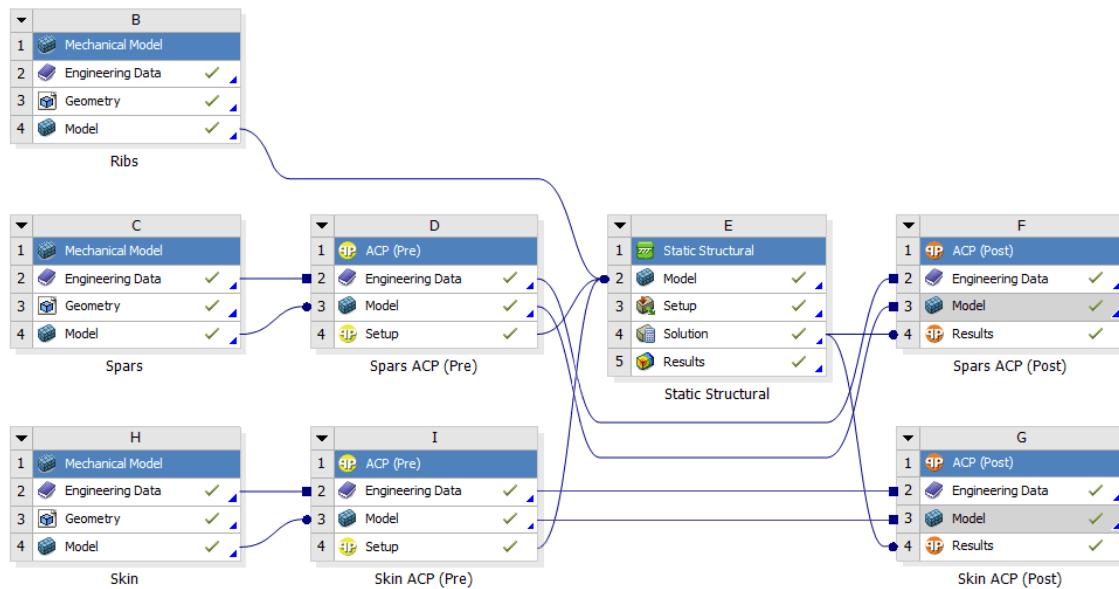 B
1 Mechanical Model
2 Engineering Data
3 Geometry
4 Model
Ribs
C
1 Mechanical Model
2 Engineering Data
3 Geometry
4 Model
Spars
D
1 ACP (Pre)
2 Engineering Data
3 Model
4 Setup
Spars ACP (Pre)
E
1 Static Structural
2 Model
3 Setup
4 Solution
5 Results
Static Structural
F
1 ACP (Post)
2 Engineering Data
3 Model
4 Results
Spars ACP (Post)
H
1 Mechanical Model
2 Engineering Data
3 Geometry
4 Model
Skin
I
1 ACP (Pre)
2 Engineering Data
3 Model
4 Setup
Skin ACP (Pre)
G
1 ACP (Post)
2 Engineering Data
3 Model
4 Results
Skin ACP (Post)